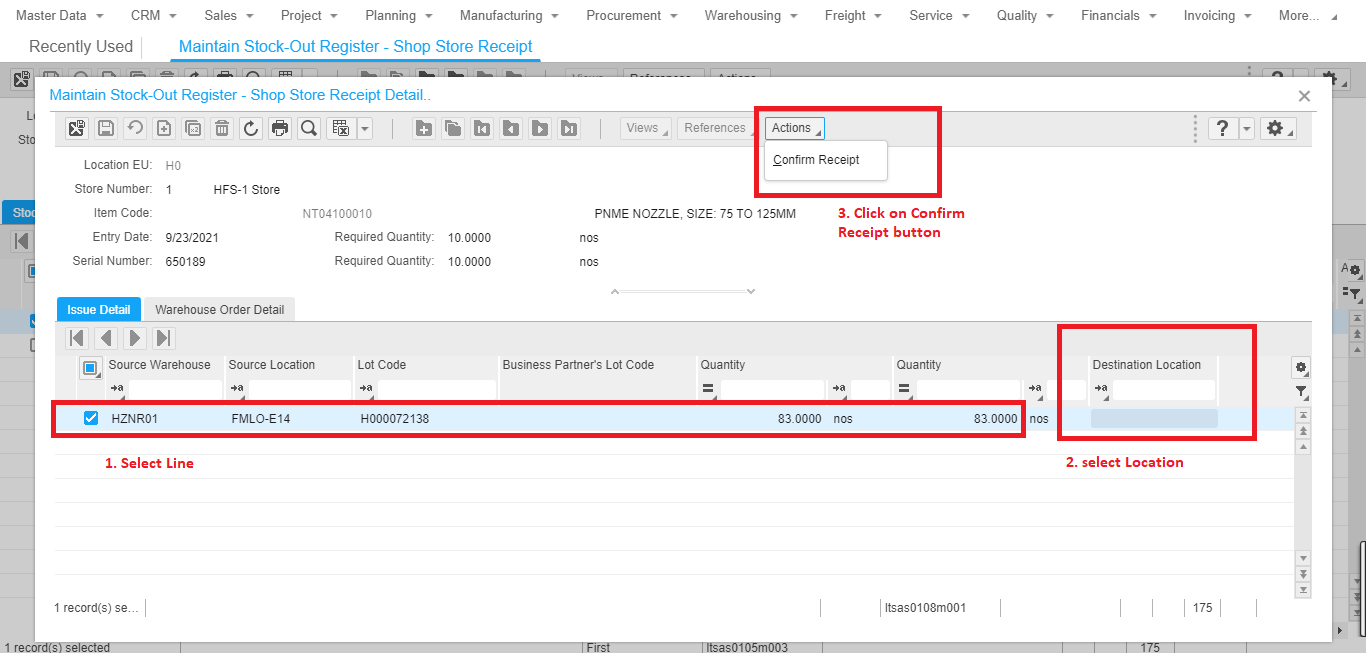 Master Data CRM Sales Project Planning Manufacturing Procurement Warehousing Freight Service Quality Financials Invoicing More...
Recently Used Maintain Stock-Out Register - Shop Store Receipt
Maintain Stock-Out Register - Shop Store Receipt Detail..
Views References Actions
Confirm Receipt
Location EU: H0
Store Number: 1 HFS-1 Store
Item Code: NT04100010 PNME NOZZLE, SIZE: 75 TO 125MM
3. Click on Confirm
Receipt button
Entry Date: 9/23/2021 Required Quantity: 10.0000 nos
Serial Number: 650189 Required Quantity: 10.0000 nos
Issue Detail Warehouse Order Detail
Source Warehouse Source Location Lot Code Business Partner's Lot Code Quantity Quantity Destination Location
HZNR01 FMLO-E14 H000072138 83.0000 nos 83.0000 nos
1. Select Line
2. select Location
1 record(s) se... ltsas0108m001 175
1 record(s) selected First ltsas0105m003 175